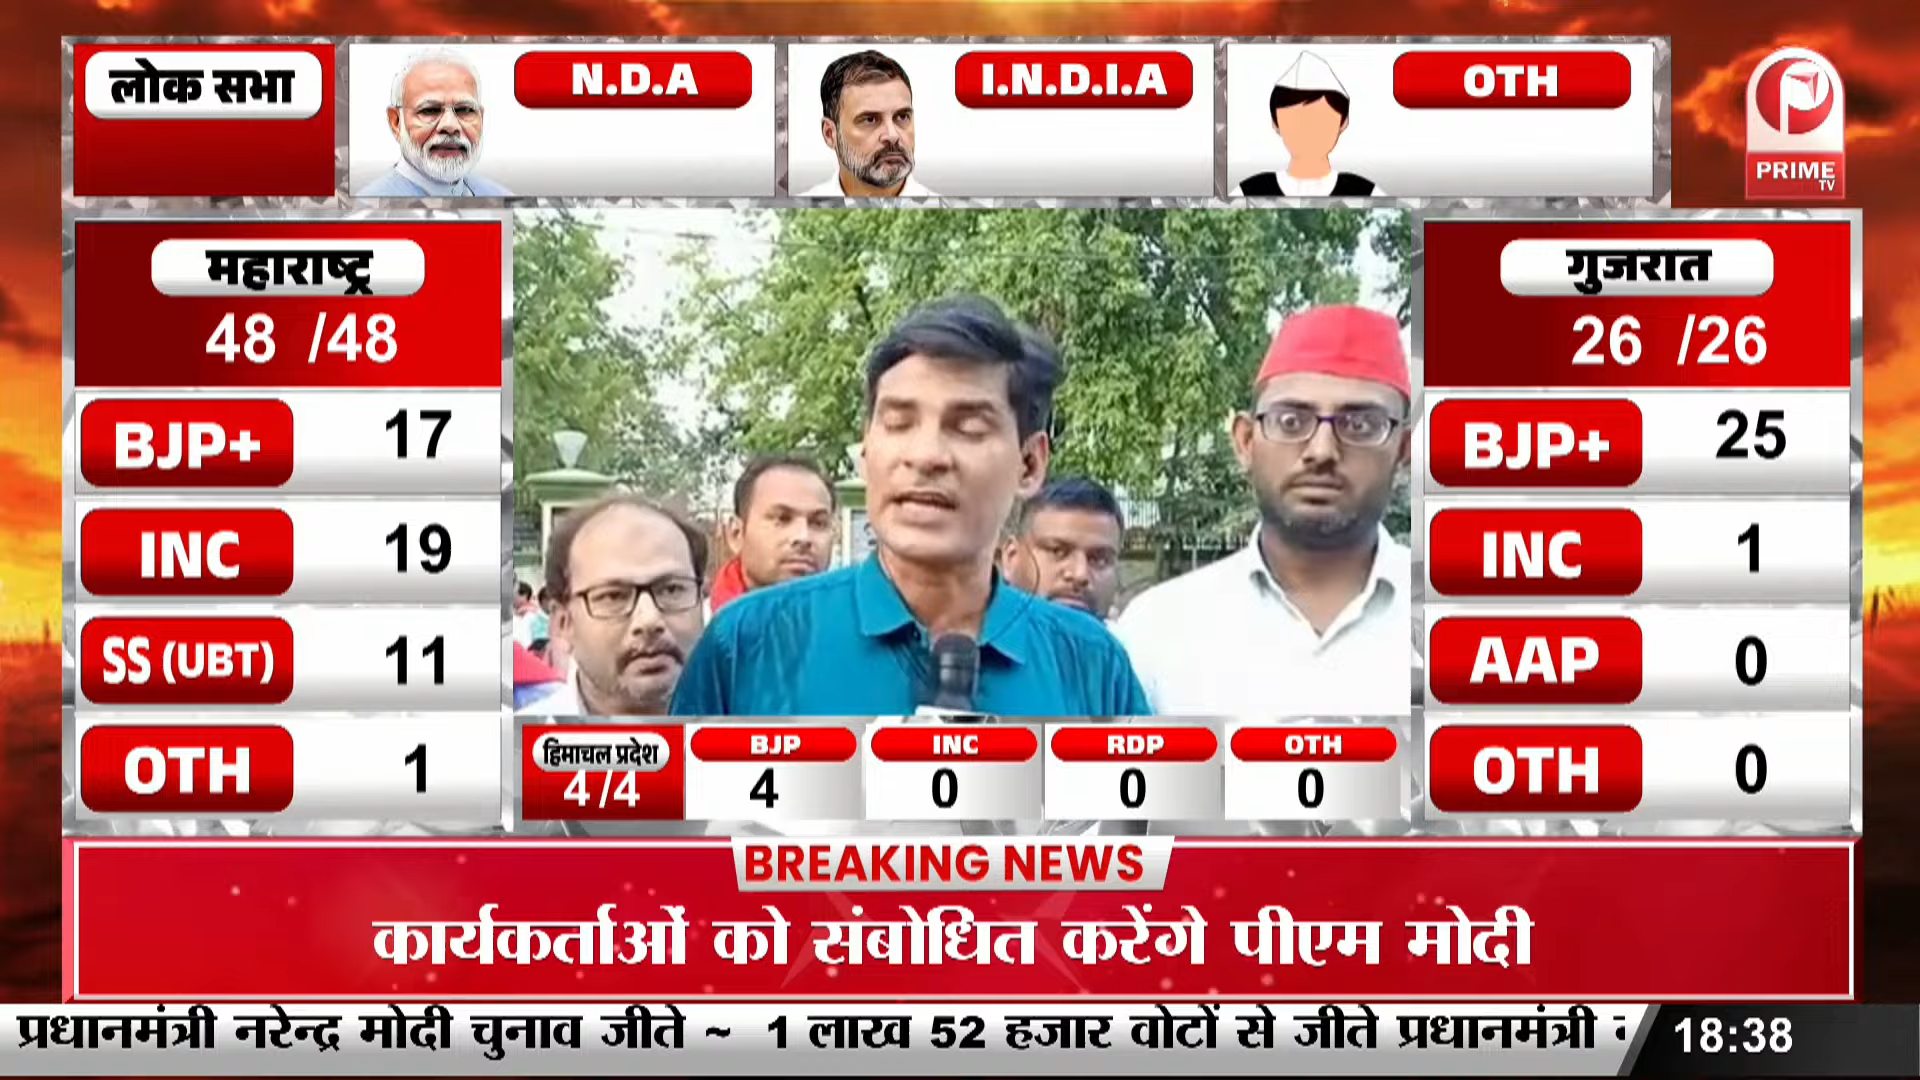 लोक सभा
N.D.A
I.N.D.I.A
OTH
PRIME
TV
महाराष्ट्र
48 /48
BJP+ 17
INC 19
SS (UBT) 11
OTH 1
गुजरात
26 /26
BJP+ 25
INC 1
AAP 0
OTH 0
हिमाचल प्रदेश
4 /4
BJP INC RDP OTH
4 0 0 0
BREAKING NEWS
कार्यकर्ताओं को संबोधित करेंगे पीएम मोदी
प्रधानमंत्री नरेन्द्र मोदी चुनाव जीते ~ 1 लाख 52 हजार वोटों से जीते प्रधानमंत्री
18:38